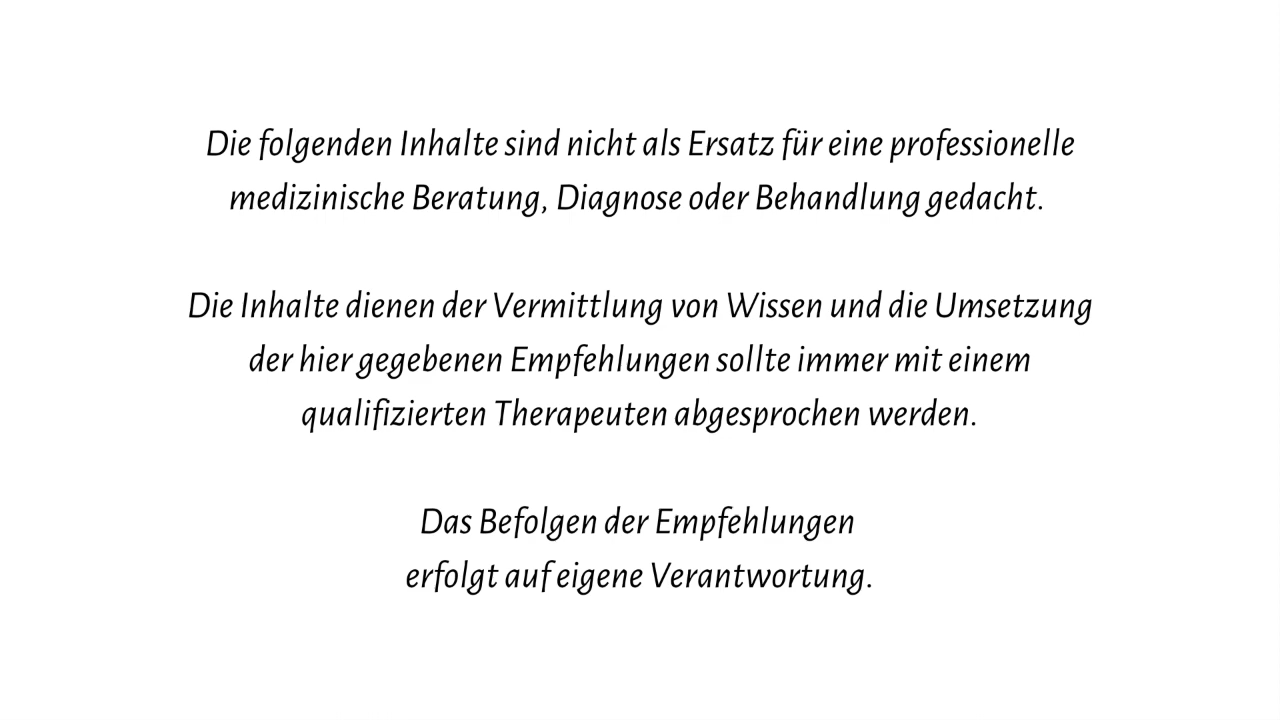 Die folgenden Inhalte sind nicht als Ersatz für eine professionelle
medizinische Beratung, Diagnose oder Behandlung gedacht.
Die Inhalte dienen der Vermittlung von Wissen und die Umsetzung
der hier gegebenen Empfehlungen sollte immer mit einem
qualifizierten Therapeuten abgesprochen werden.
Das Befolgen der Empfehlungen
erfolgt auf eigene Verantwortung.